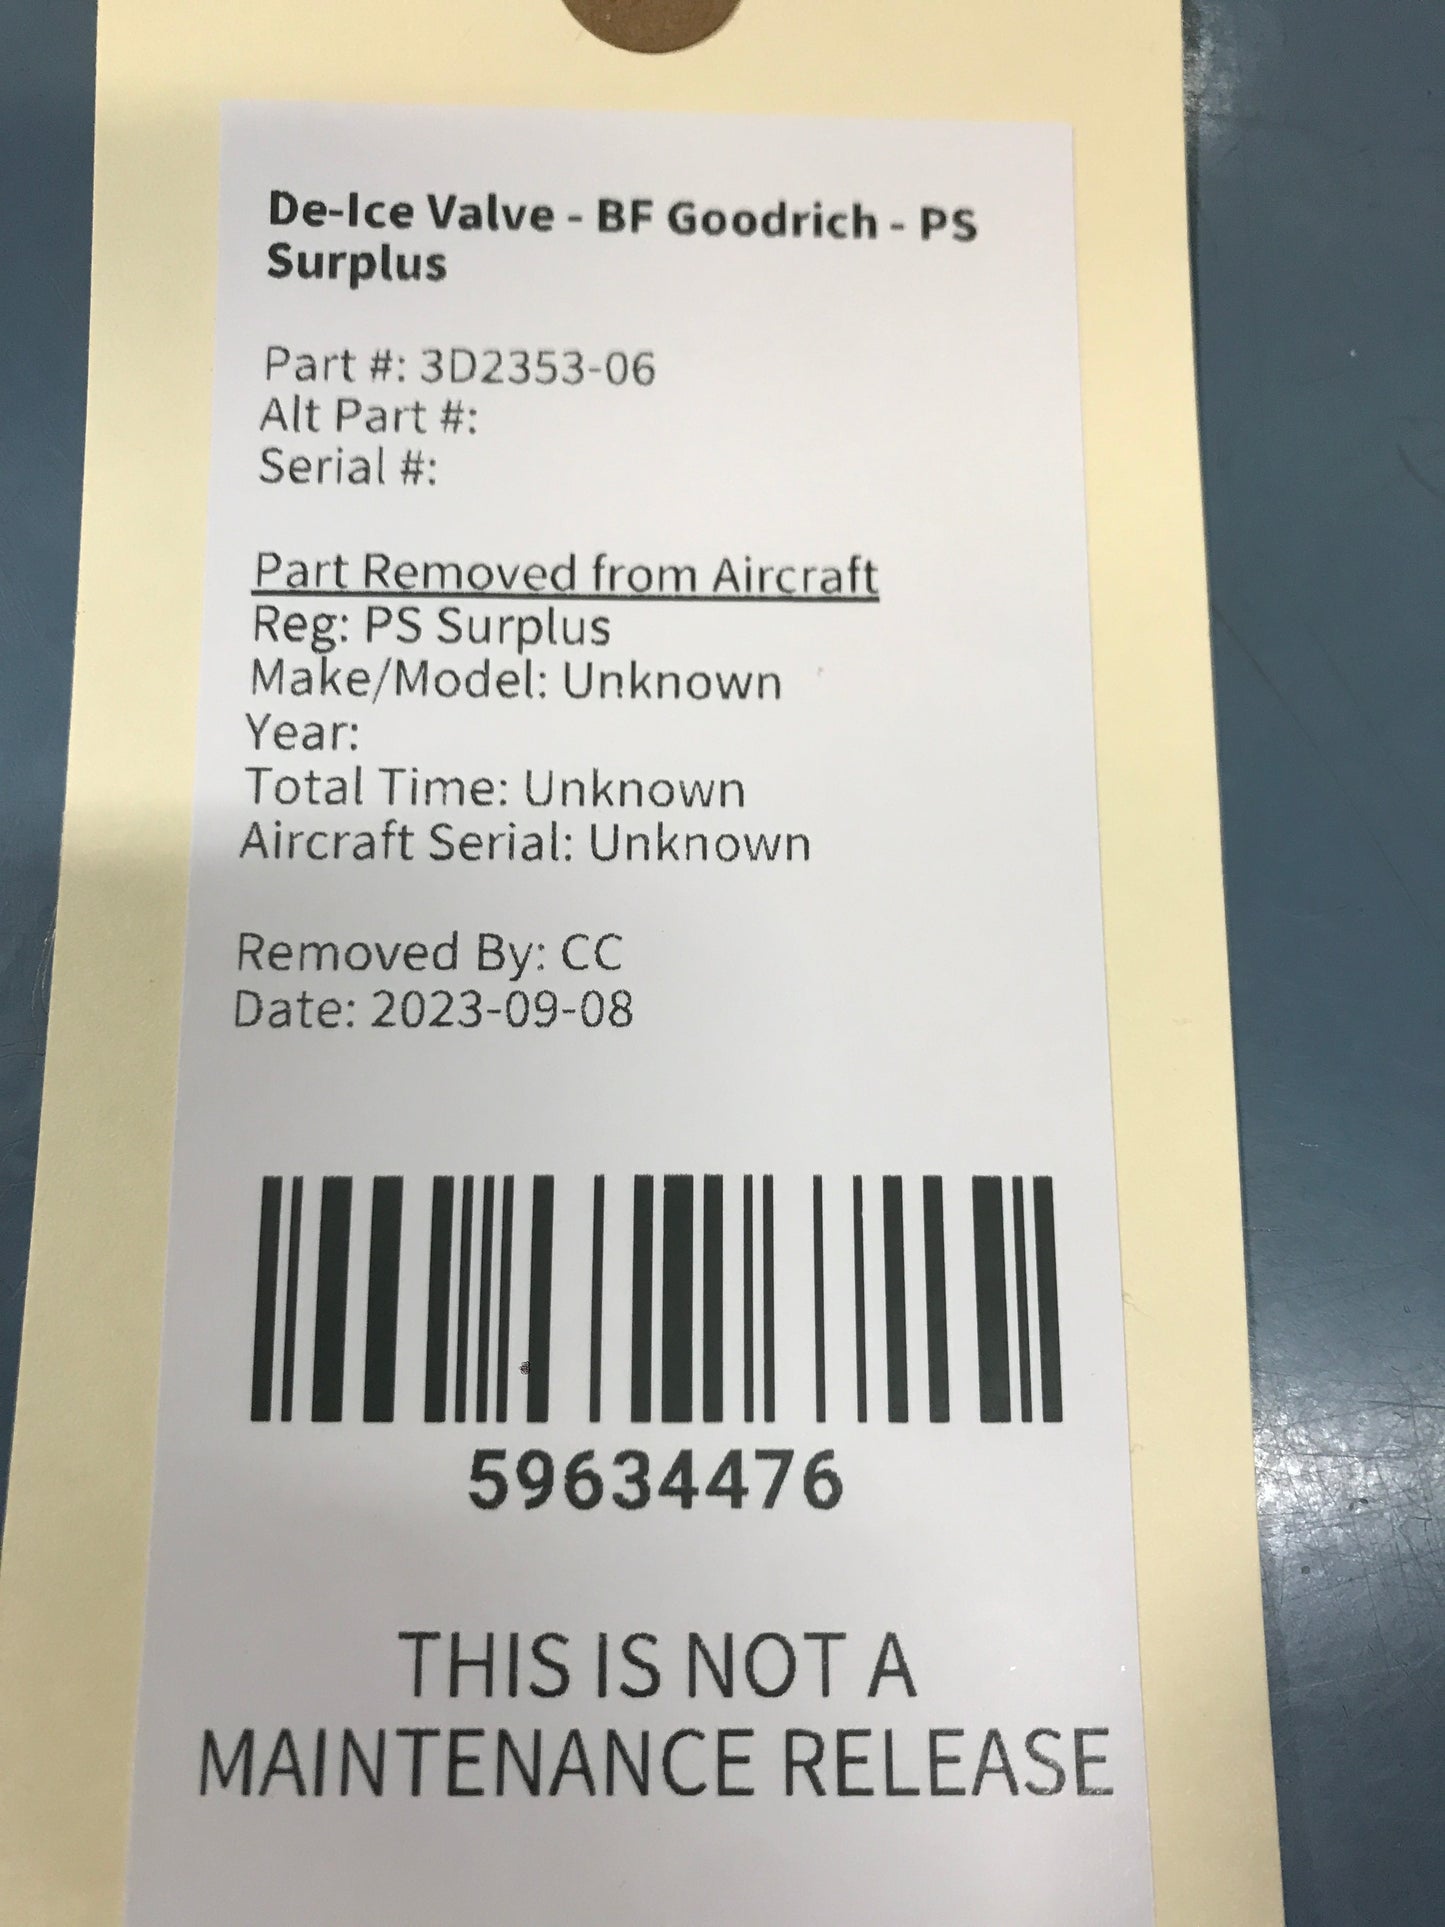 De-Ice Valve - BF Goodrich - PS
Surplus
Part #: 3D2353-06
Alt Part #:
Serial #:
Part Removed from Aircraft
Reg: PS Surplus
Make/Model: Unknown
Year:
Total Time: Unknown
Aircraft Serial: Unknown
Removed By: CC
Date: 2023-09-08
59634476
THIS IS NOT A
MAINTENANCE RELEASE